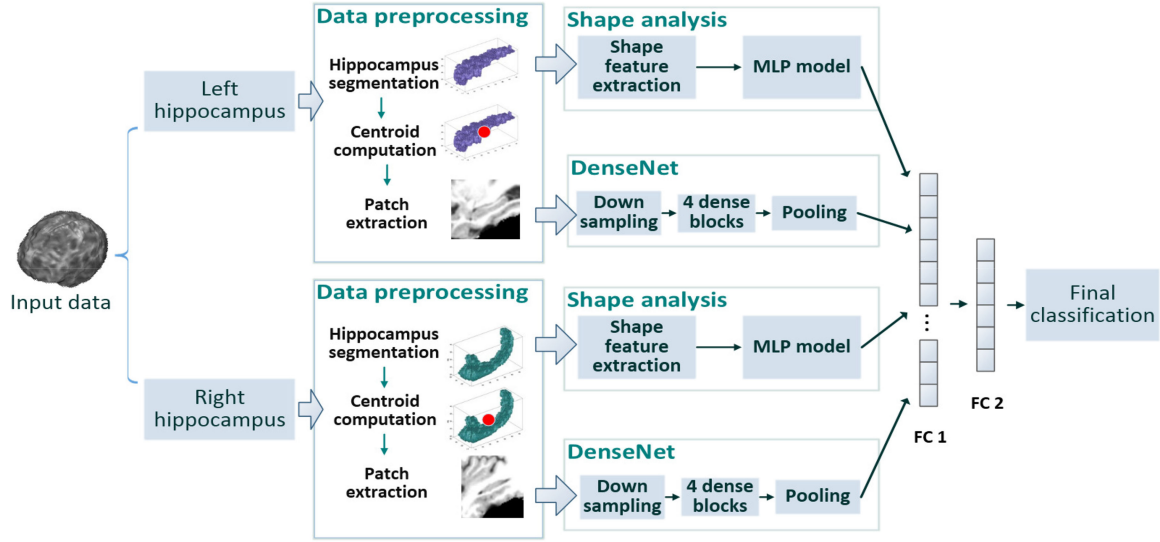 Input data
Left
hippocampus
Data preprocessing
Hippocampus
segmentation
Centroid
computation
Patch
extraction
Shape analysis
Shape
feature
extraction
MLP model
DenseNet
Down
sampling
4 dense
blocks
Pooling
Right
hippocampus
Data preprocessing
Hippocampus
segmentation
Centroid
computation
Patch
extraction
Shape analysis
Shape
feature
extraction
MLP model
DenseNet
Down
sampling
4 dense
blocks
Pooling
...
FC 1
FC 2
Final
classification